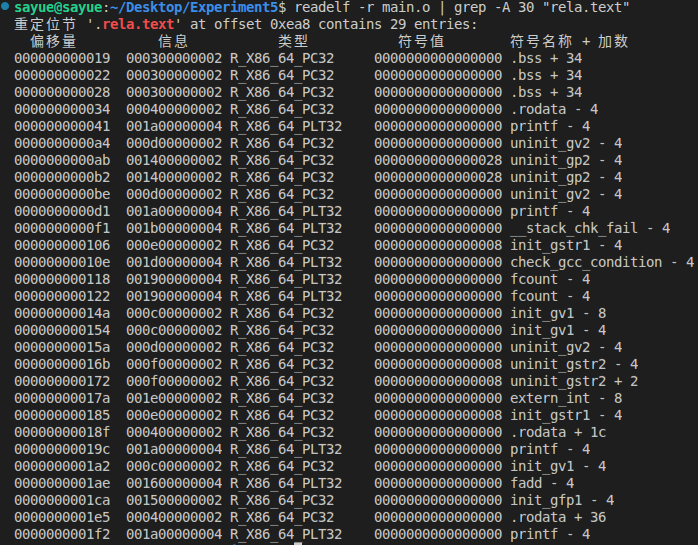 sayue@sayue:~/Desktop/Experiment5$ readelf -r main.o | grep -A 30 "rela.text"
重定位节 '.rela.text' at offset 0xea8 contains 29 entries:
偏移量 信息 类型 符号值 符号名称 + 加数
000000000019 000300000002 R_X86_64_PC32 0000000000000000 .bss + 34
000000000022 000300000002 R_X86_64_PC32 0000000000000000 .bss + 34
000000000028 000300000002 R_X86_64_PC32 0000000000000000 .bss + 34
000000000034 000400000002 R_X86_64_PC32 0000000000000000 .rodata - 4
000000000041 001a00000004 R_X86_64_PLT32 0000000000000000 printf - 4
0000000000a4 000d00000002 R_X86_64_PC32 0000000000000000 uninit_gv2 - 4
0000000000ab 001400000002 R_X86_64_PC32 0000000000000028 uninit_gp2 - 4
0000000000b2 001400000002 R_X86_64_PC32 0000000000000028 uninit_gp2 - 4
0000000000be 000d00000002 R_X86_64_PC32 0000000000000000 uninit_gv2 - 4
0000000000d1 001a00000004 R_X86_64_PLT32 0000000000000000 printf - 4
0000000000f1 001b00000004 R_X86_64_PLT32 0000000000000000 __stack_chk_fail - 4
000000000106 000e00000002 R_X86_64_PC32 0000000000000008 init_gstr1 - 4
00000000010e 001d00000004 R_X86_64_PLT32 0000000000000000 check_gcc_condition - 4
000000000118 001900000004 R_X86_64_PLT32 0000000000000000 fcount - 4
000000000122 001900000004 R_X86_64_PLT32 0000000000000000 fcount - 4
00000000014a 000c00000002 R_X86_64_PC32 0000000000000000 init_gv1 - 8
000000000154 000c00000002 R_X86_64_PC32 0000000000000000 init_gv1 - 4
00000000015a 000d00000002 R_X86_64_PC32 0000000000000000 uninit_gv2 - 4
00000000016b 000f00000002 R_X86_64_PC32 0000000000000008 uninit_gstr2 - 4
000000000172 000f00000002 R_X86_64_PC32 0000000000000008 uninit_gstr2 + 2
00000000017a 001e00000002 R_X86_64_PC32 0000000000000000 extern_int - 8
000000000185 000e00000002 R_X86_64_PC32 0000000000000008 init_gstr1 - 4
00000000018f 000400000002 R_X86_64_PC32 0000000000000000 .rodata + 1c
00000000019c 001a00000004 R_X86_64_PLT32 0000000000000000 printf - 4
0000000001a2 000c00000002 R_X86_64_PC32 0000000000000000 init_gv1 - 4
0000000001ae 001600000004 R_X86_64_PLT32 0000000000000000 fadd - 4
0000000001ca 001500000002 R_X86_64_PC32 0000000000000000 init_gfp1 - 4
0000000001e5 000400000002 R_X86_64_PC32 0000000000000000 .rodata + 36
0000000001f2 001a00000004 R_X86_64_PLT32 0000000000000000 printf - 4